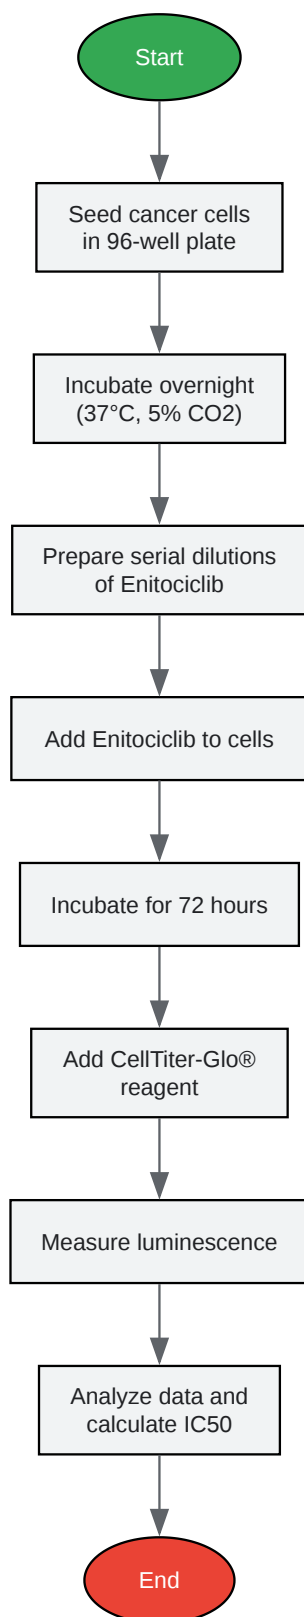 Start
Seed cancer cells
in 96-well plate
Incubate overnight
(37°C, 5% CO2)
Prepare serial dilutions
of Enitociclib
Add Enitociclib to cells
Incubate for 72 hours
Add CellTiter-Glo®
reagent
Measure luminescence
Analyze data and
calculate IC50
End